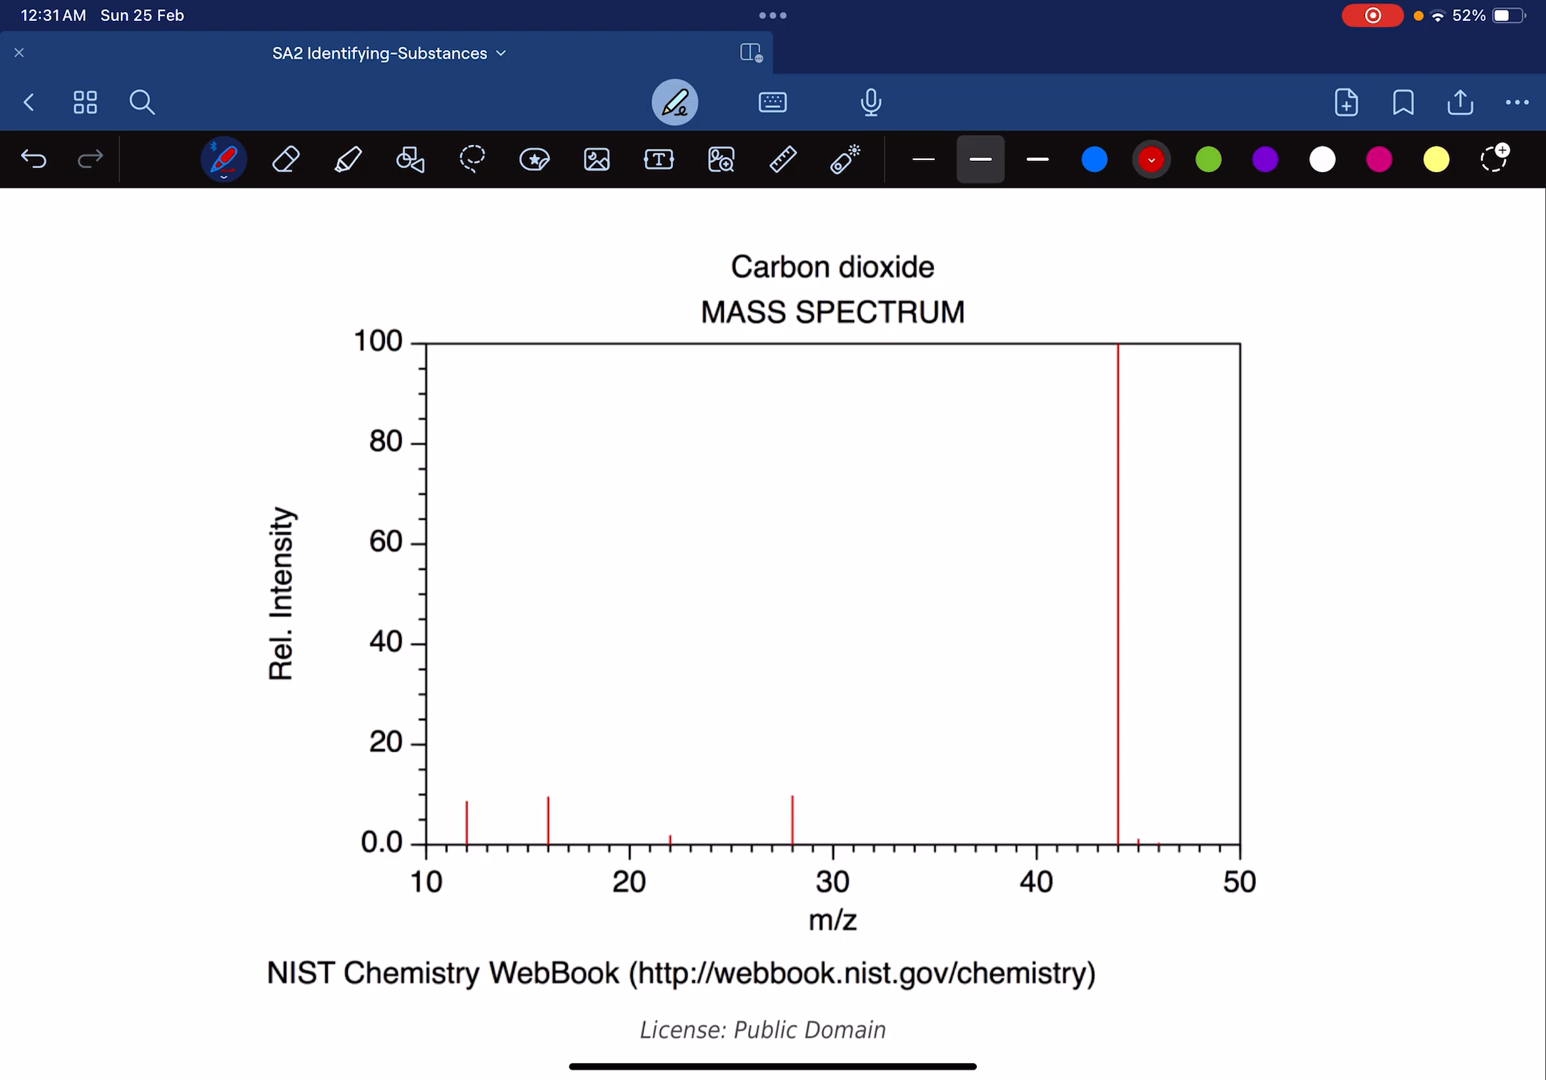 12:31 AM Sun 25 Feb
52%
SA2 Identifying-Substances
Carbon dioxide
MASS SPECTRUM
100
80
60
40
20
0.0
Rel. Intensity
10 20 30 40 50
m/z
NIST Chemistry WebBook (http://webbook.nist.gov/chemistry)
License: Public Domain